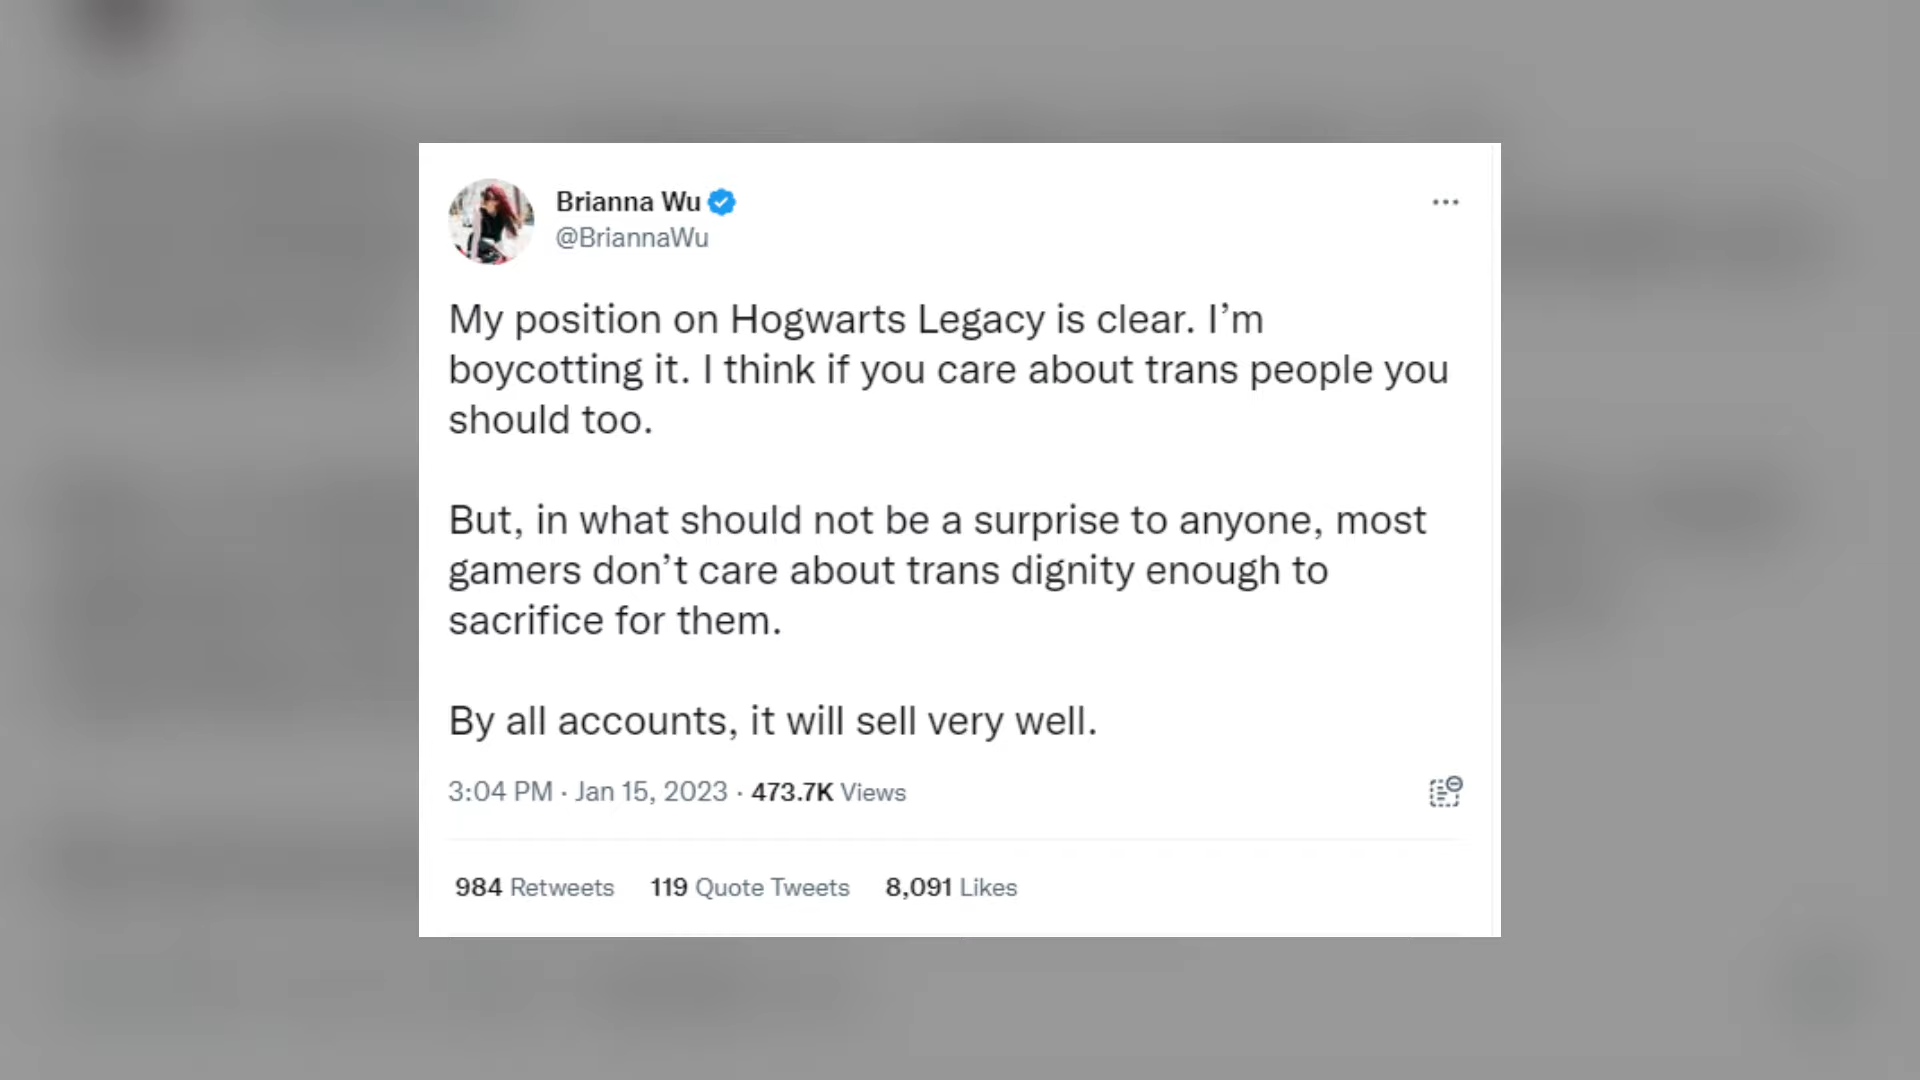 Brianna Wu
@BriannaWu
My position on Hogwarts Legacy is clear. I’m
boycotting it. I think if you care about trans people you
should too.
But, in what should not be a surprise to anyone, most
gamers don’t care about trans dignity enough to
sacrifice for them.
By all accounts, it will sell very well.
3:04 PM · Jan 15, 2023 · 473.7K Views
984 Retweets 119 Quote Tweets 8,091 Likes